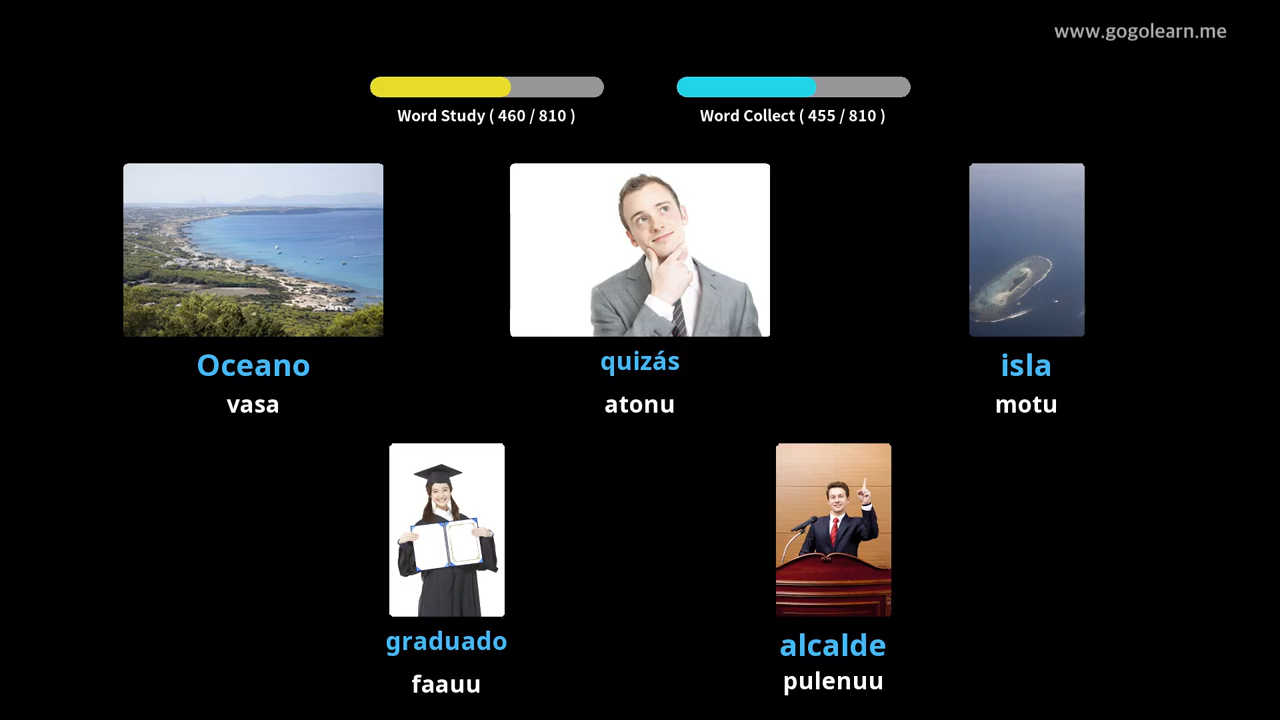 www.gogolearn.me
Word Study ( 460 / 810 )
Word Collect ( 455 / 810 )
Oceano
vasa
quizás
atonu
isla
motu
graduado
faauu
alcalde
pulenuu